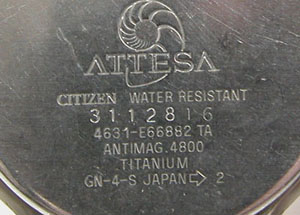 ATTESA
CITIZEN WATER RESISTANT
3112816
4631-E66882 TA
ANTIMAG.4800
TITANIUM
GN-4-S JAPAN ⇨ 2